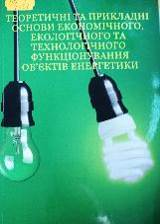 ТЕОРЕТИЧНІ ТА ПРИКЛАДНІ
ОСНОВИ ЕКОНОМІЧНОГО,
ЕКОЛОГІЧНОГО ТА
ТЕХНОЛОГІЧНОГО
ФУНКЦІОНУВАННЯ
ОБ'ЄКТІВ ЕНЕРГЕТИКИ